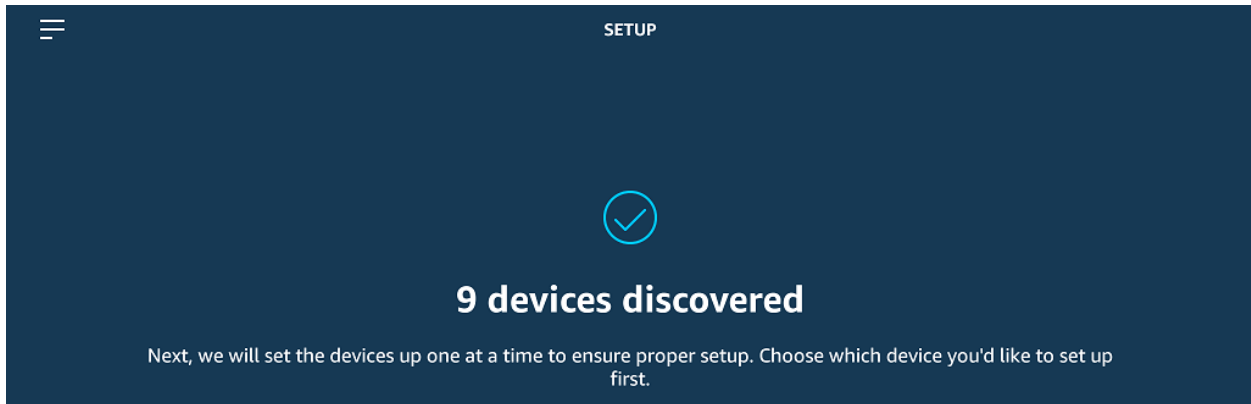 SETUP
9 devices discovered
Next, we will set the devices up one at a time to ensure proper setup. Choose which device you'd like to set up
first.